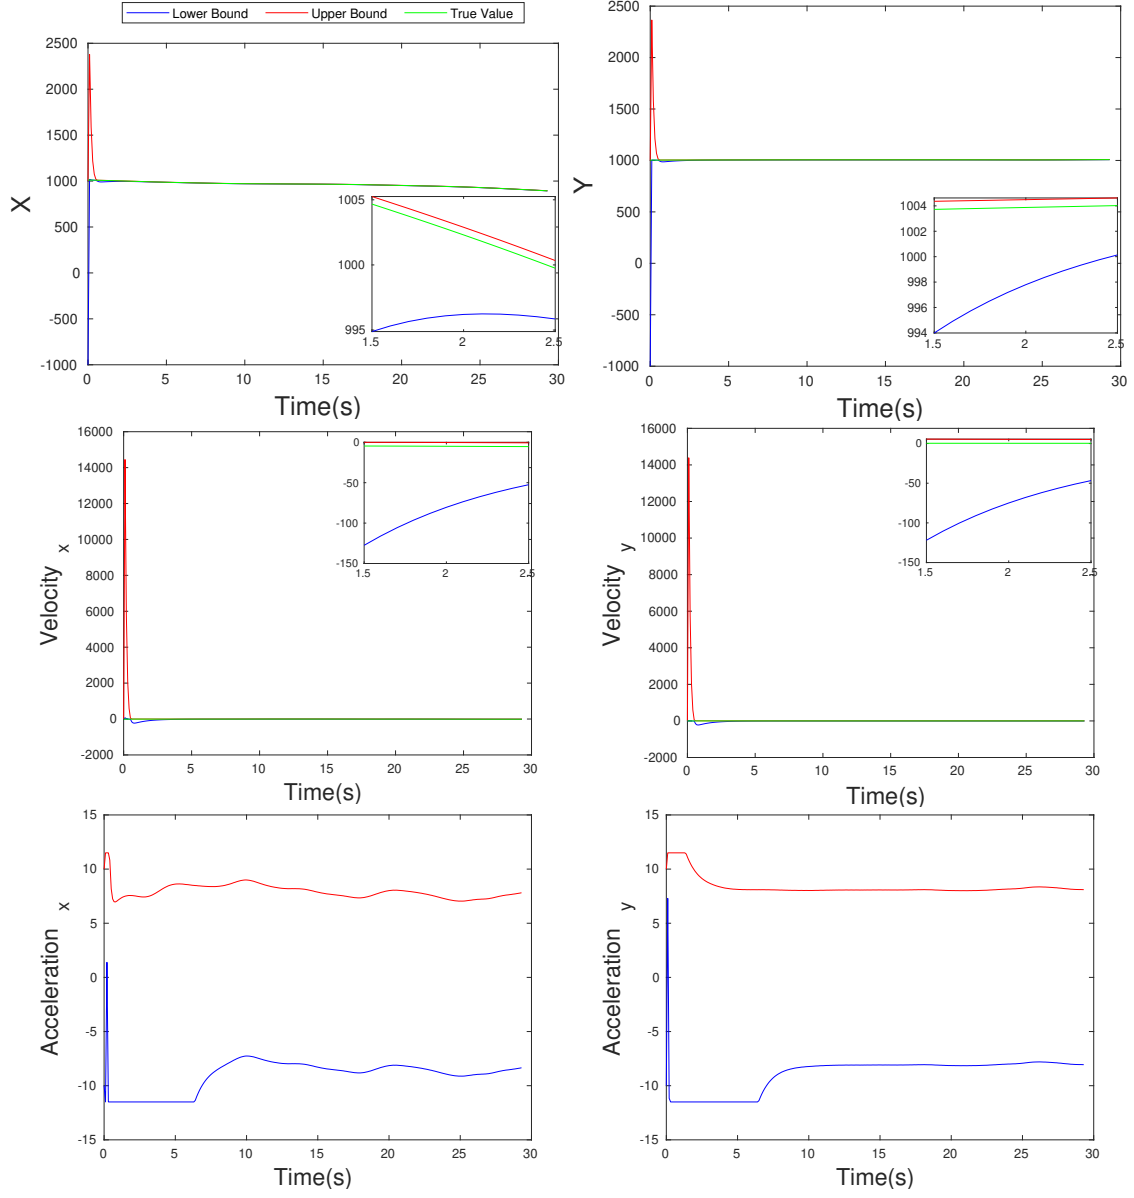 Lower Bound Upper Bound True Value
2500
2000
1500
1000
500
0
-500
-1000
X
0 5 10 15 20 25 30
Time(s)
1005
1000
995
1.5 2 2.5
2500
2000
1500
1000
500
0
-500
-1000
Y
0 5 10 15 20 25 30
Time(s)
1004
1002
1000
998
996
994
1.5 2 2.5
16000
14000
12000
10000
8000
6000
4000
2000
0
-2000
Velocity x
0 5 10 15 20 25 30
Time(s)
0
-50
-100
-150
1.5 2 2.5
16000
14000
12000
10000
8000
6000
4000
2000
0
-2000
Velocity y
0 5 10 15 20 25 30
Time(s)
0
-50
-100
-150
1.5 2 2.5
15
10
5
0
-5
-10
-15
Acceleration x
0 5 10 15 20 25 30
Time(s)
15
10
5
0
-5
-10
-15
Acceleration y
0 5 10 15 20 25 30
Time(s)